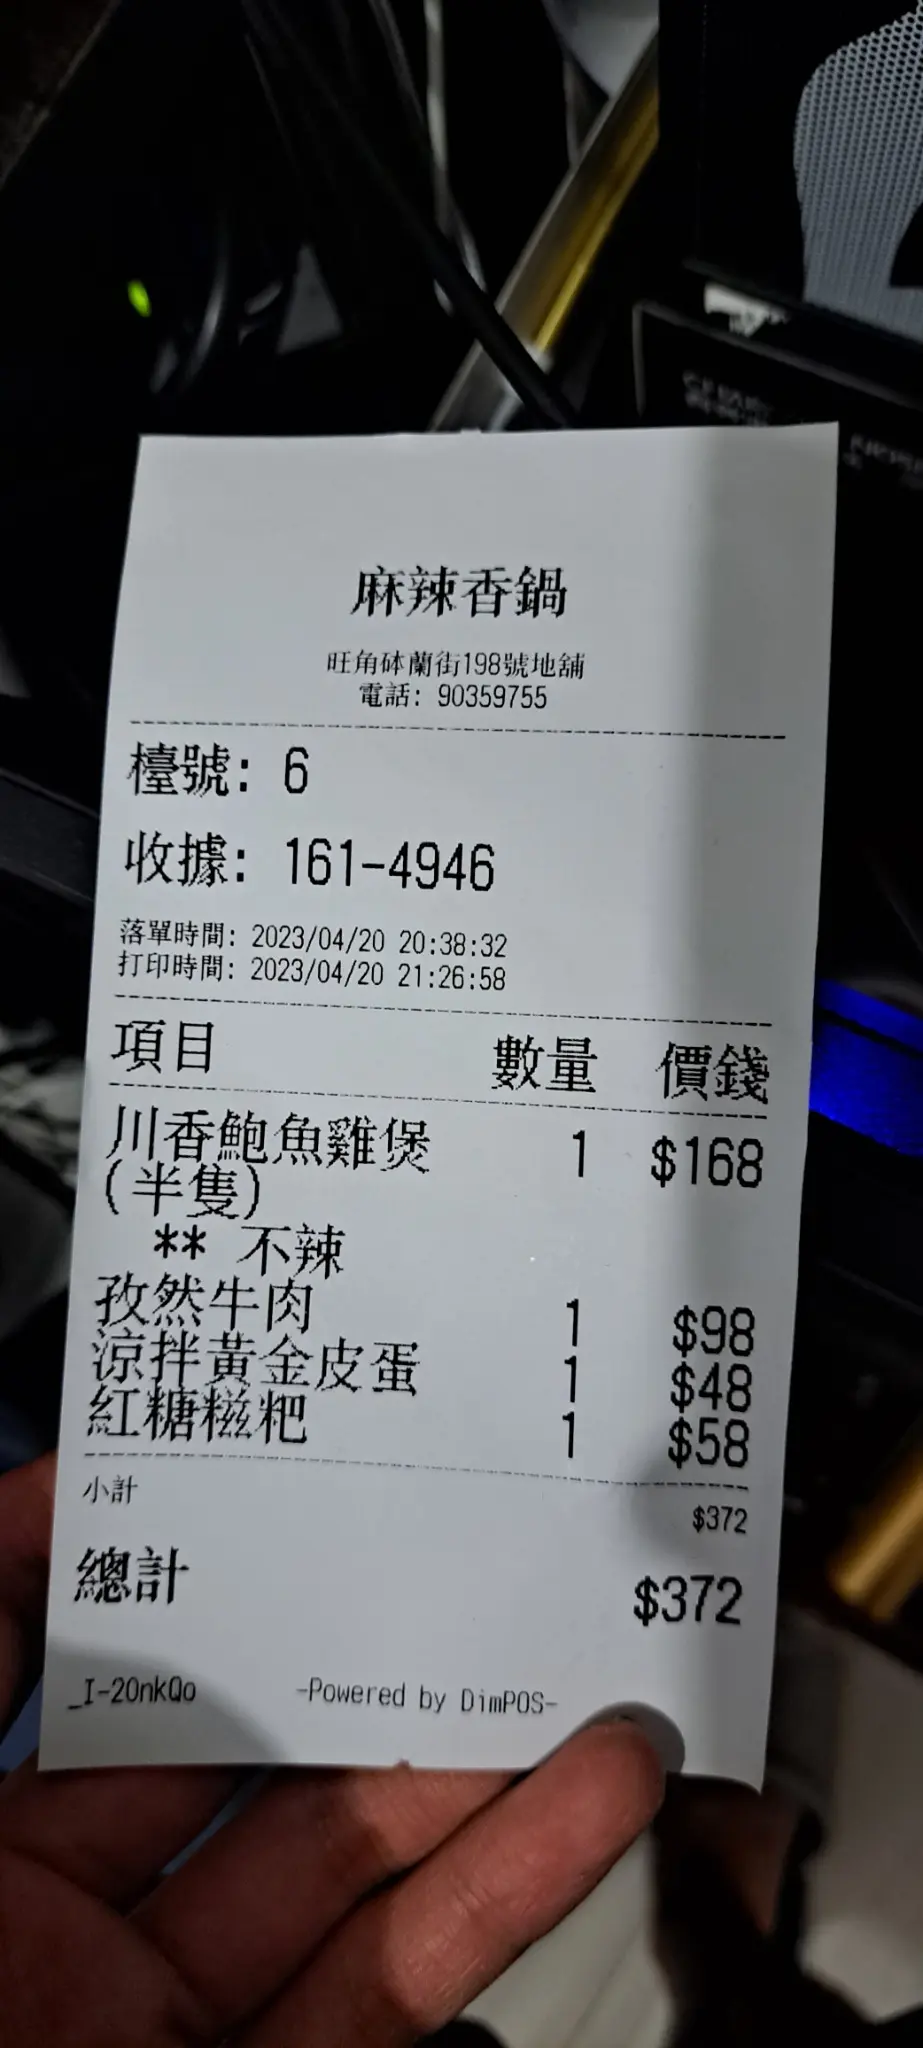 麻辣香鍋
旺角砵蘭街198號地舖
電話: 90359755
檯號: 6
收據: 161-4946
落單時間: 2023/04/20 20:38:32
打印時間: 2023/04/20 21:26:58
項目 數量 價錢
川香鮑魚雞煲 1 $168
(半隻)
** 不辣
孜然牛肉 1 $98
涼拌黃金皮蛋 1 $48
紅糖糍粑 1 $58
小計 $372
總計 $372
_I-20nkQo -Powered by DimPOS-